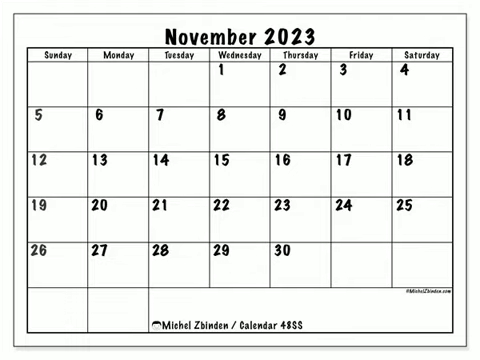 November 2023
Sunday Monday Tuesday Wednesday Thursday Friday Saturday
1 2 3 4
5 6 7 8 9 10 11
12 13 14 15 16 17 18
19 20 21 22 23 24 25
26 27 28 29 30
©MichelZbinden.com
Michel Zbinden / Calendar 48SS